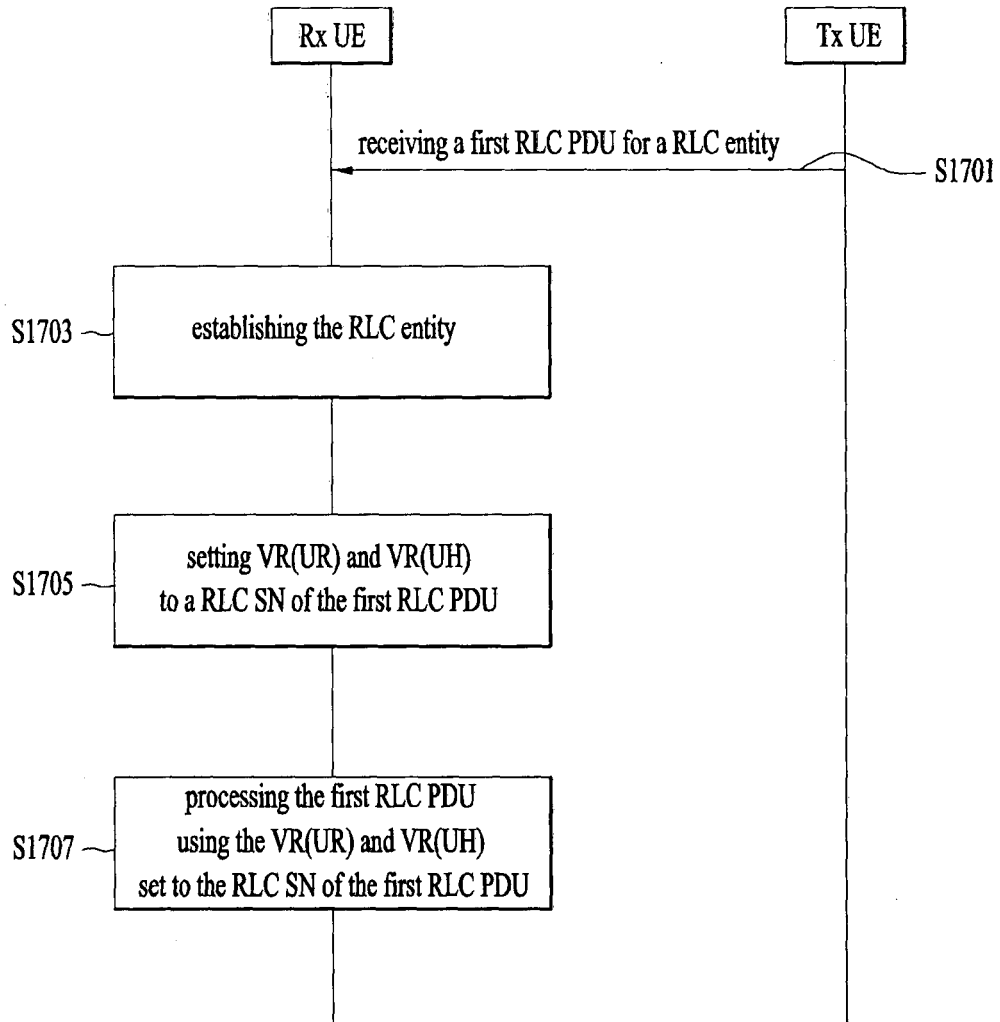 Rx UE
Tx UE
receiving a first RLC PDU for a RLC entity
S1701
S1703
establishing the RLC entity
S1705
setting VR(UR) and VR(UH)
to a RLC SN of the first RLC PDU
S1707
processing the first RLC PDU
using the VR(UR) and VR(UH)
set to the RLC SN of the first RLC PDU